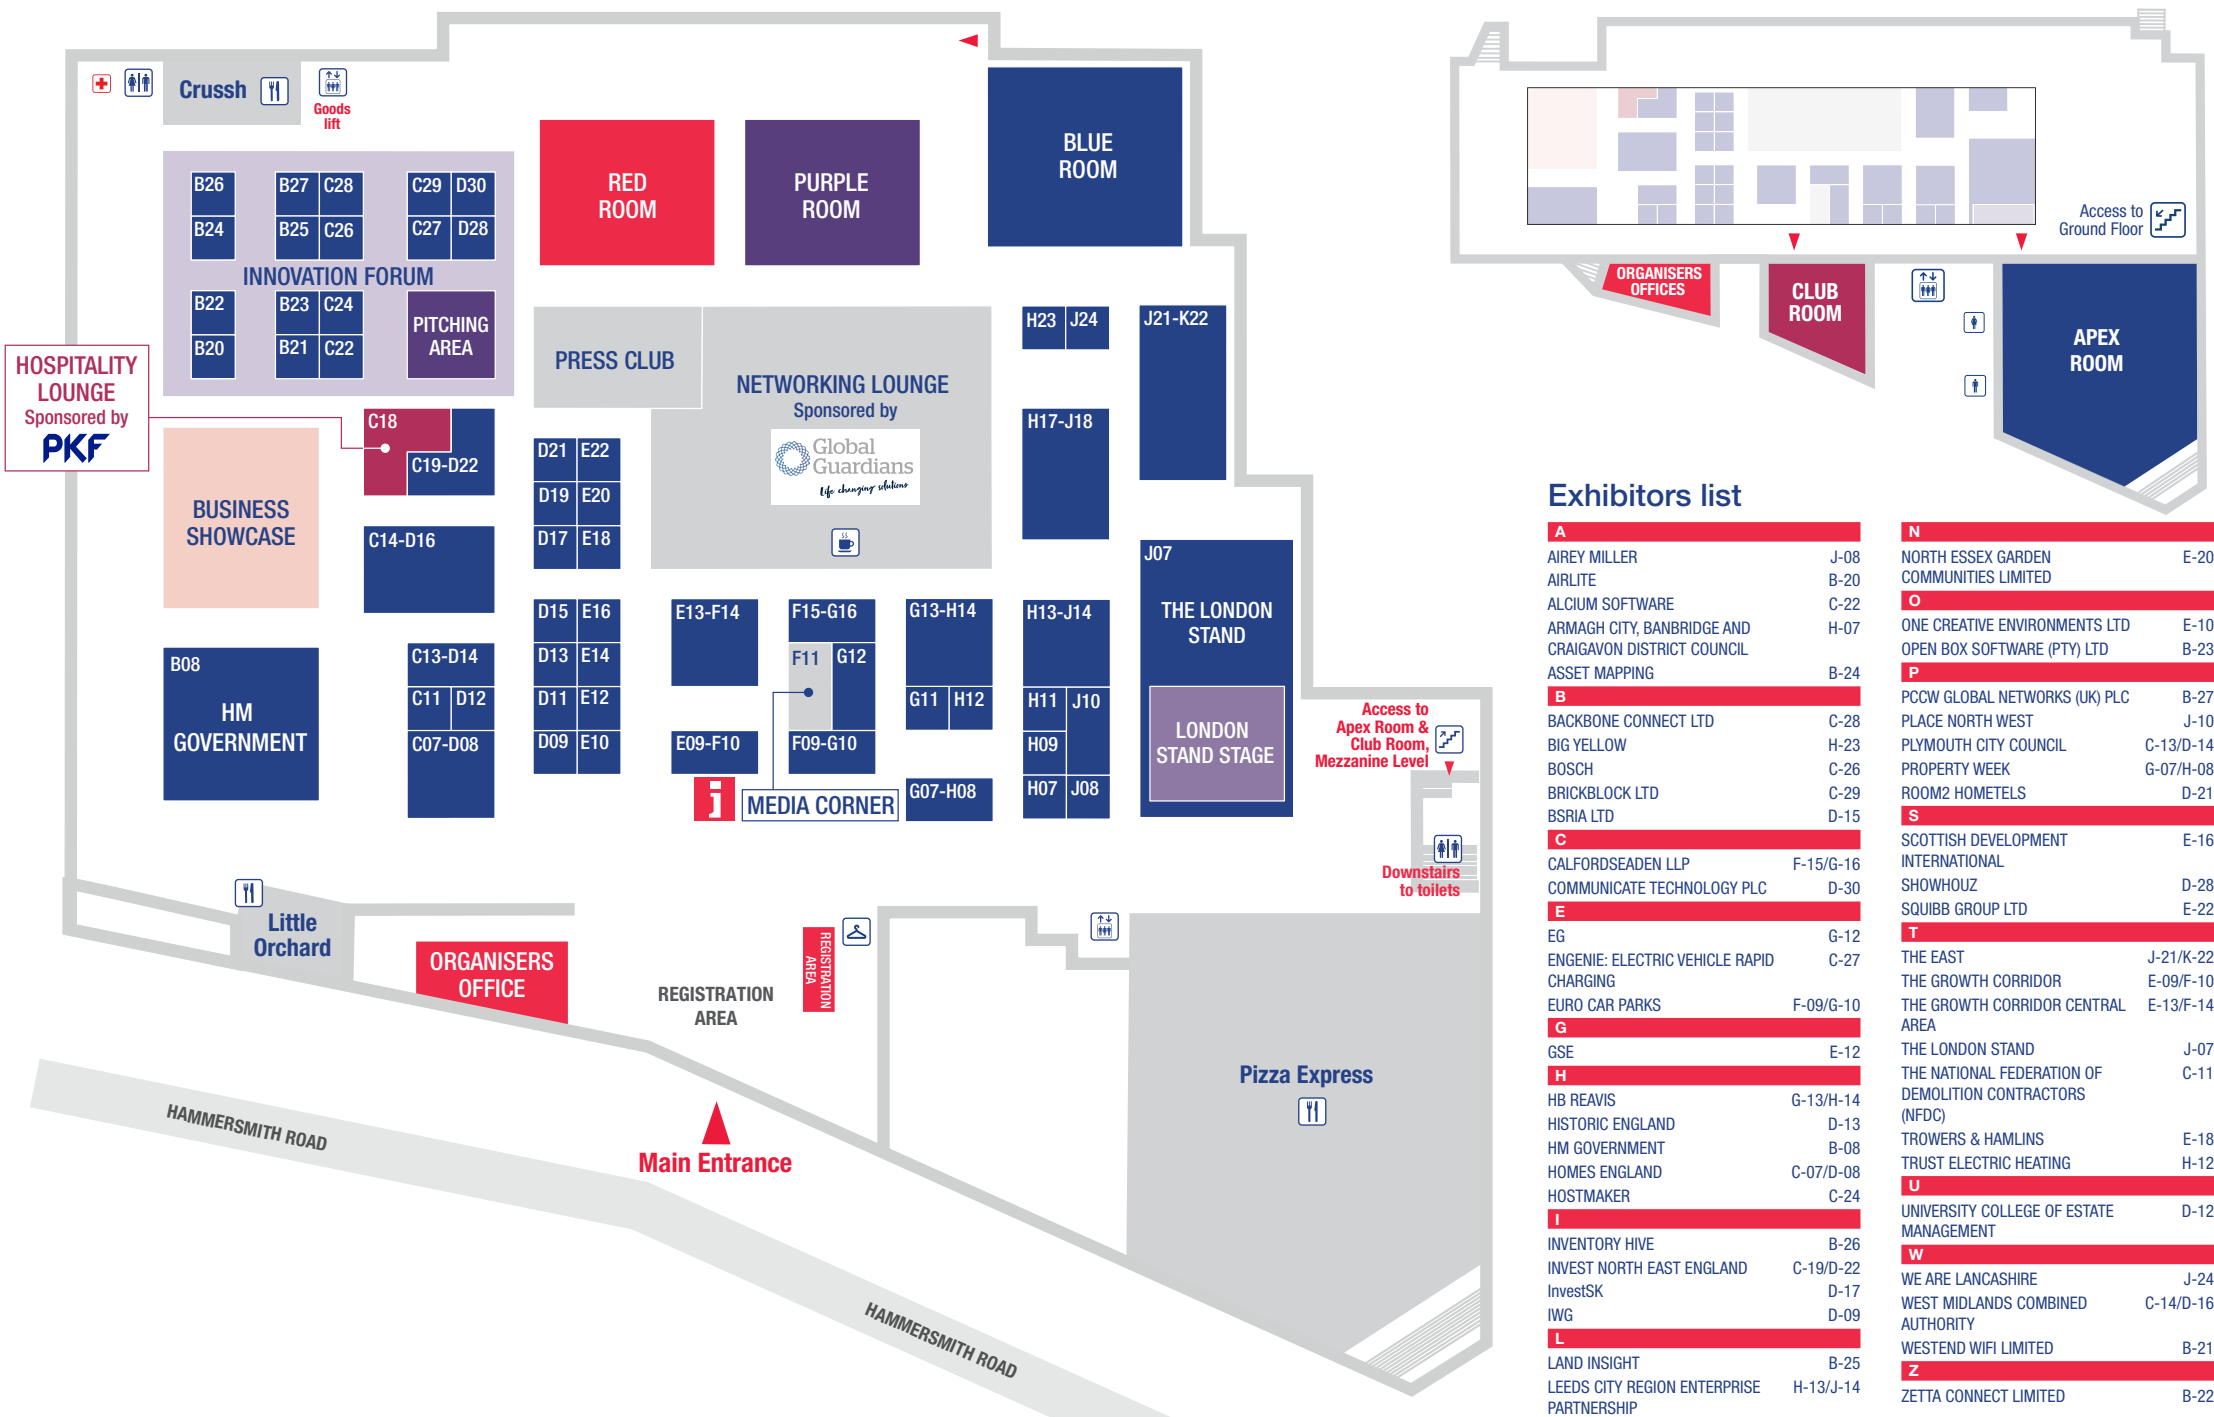 Crussh
Goods
lift
B26
B27
C28
C29
D30
B24
B25
C26
C27
D28
INNOVATION FORUM
B22
B23
C24
PITCHING
AREA
B20
B21
C22
RED
ROOM
PURPLE
ROOM
BLUE
ROOM
HOSPITALITY
LOUNGE
Sponsored by
PKF
C18
C19-D22
BUSINESS
SHOWCASE
C14-D16
B08
HM
GOVERNMENT
C13-D14
C11
D12
C07-D08
PRESS CLUB
NETWORKING LOUNGE
Sponsored by
Global
Guardians
life changing solutions
D21
E22
D19
E20
D17
E18
D15
E16
D13
E14
D11
E12
D09
E10
E13-F14
E09-F10
F15-G16
F11
G12
F09-G10
MEDIA CORNER
G13-H14
G11
H12
G07-H08
H23
J24
J21-K22
H17-J18
H13-J14
H11
J10
H09
H07
J08
J07
THE LONDON
STAND
LONDON
STAND STAGE
Access to
Apex Room &
Club Room,
Mezzanine Level
Downstairs
to toilets
Little
Orchard
ORGANISERS
OFFICE
REGISTRATION
AREA
REGISTRATION
AREA
Pizza Express
Main Entrance
HAMMERSMITH ROAD
HAMMERSMITH ROAD
Access to
Ground Floor
ORGANISERS
OFFICES
CLUB
ROOM
APEX
ROOM
Exhibitors list
A
AIREY MILLER J-08
AIRLITE B-20
ALCIUM SOFTWARE C-22
ARMAGH CITY, BANBRIDGE AND H-07
CRAIGAVON DISTRICT COUNCIL
ASSET MAPPING B-24
B
BACKBONE CONNECT LTD C-28
BIG YELLOW H-23
BOSCH C-26
BRICKBLOCK LTD C-29
BSRIA LTD D-15
C
CALFORDSEADEN LLP F-15/G-16
COMMUNICATE TECHNOLOGY PLC D-30
E
EG G-12
ENGENIE: ELECTRIC VEHICLE RAPID C-27
CHARGING
EURO CAR PARKS F-09/G-10
G
GSE E-12
H
HB REAVIS G-13/H-14
HISTORIC ENGLAND D-13
HM GOVERNMENT B-08
HOMES ENGLAND C-07/D-08
HOSTMAKER C-24
I
INVENTORY HIVE B-26
INVEST NORTH EAST ENGLAND C-19/D-22
InvestSK D-17
IWG D-09
L
LAND INSIGHT B-25
LEEDS CITY REGION ENTERPRISE H-13/J-14
PARTNERSHIP
N
NORTH ESSEX GARDEN E-20
COMMUNITIES LIMITED
O
ONE CREATIVE ENVIRONMENTS LTD E-10
OPEN BOX SOFTWARE (PTY) LTD B-23
P
PCCW GLOBAL NETWORKS (UK) PLC B-27
PLACE NORTH WEST J-10
PLYMOUTH CITY COUNCIL C-13/D-14
PROPERTY WEEK G-07/H-08
ROOM2 HOMETELS D-21
S
SCOTTISH DEVELOPMENT E-16
INTERNATIONAL
SHOWHOUZ D-28
SQUIBB GROUP LTD E-22
T
THE EAST J-21/K-22
THE GROWTH CORRIDOR E-09/F-10
THE GROWTH CORRIDOR CENTRAL E-13/F-14
AREA
THE LONDON STAND J-07
THE NATIONAL FEDERATION OF C-11
DEMOLITION CONTRACTORS
(NFDC)
TROWERS & HAMLINS E-18
TRUST ELECTRIC HEATING H-12
U
UNIVERSITY COLLEGE OF ESTATE D-12
MANAGEMENT
W
WE ARE LANCASHIRE J-24
WEST MIDLANDS COMBINED C-14/D-16
AUTHORITY
WESTEND WIFI LIMITED B-21
Z
ZETTA CONNECT LIMITED B-22